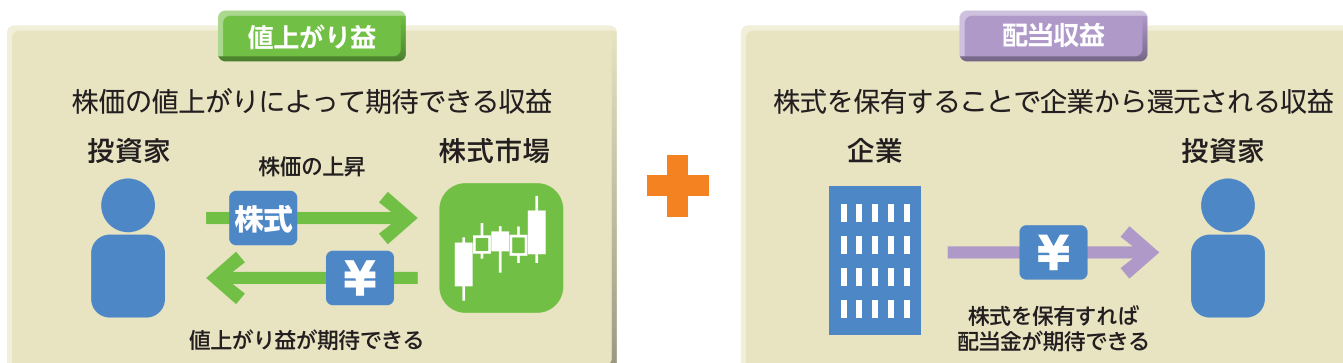 値上がり益
株価の値上がりによって期待できる収益
投資家
株価の上昇
株式市場
株式
¥
値上がり益が期待できる
配当収益
株式を保有することで企業から還元される収益
企業
投資家
¥
株式を保有すれば
配当金が期待できる